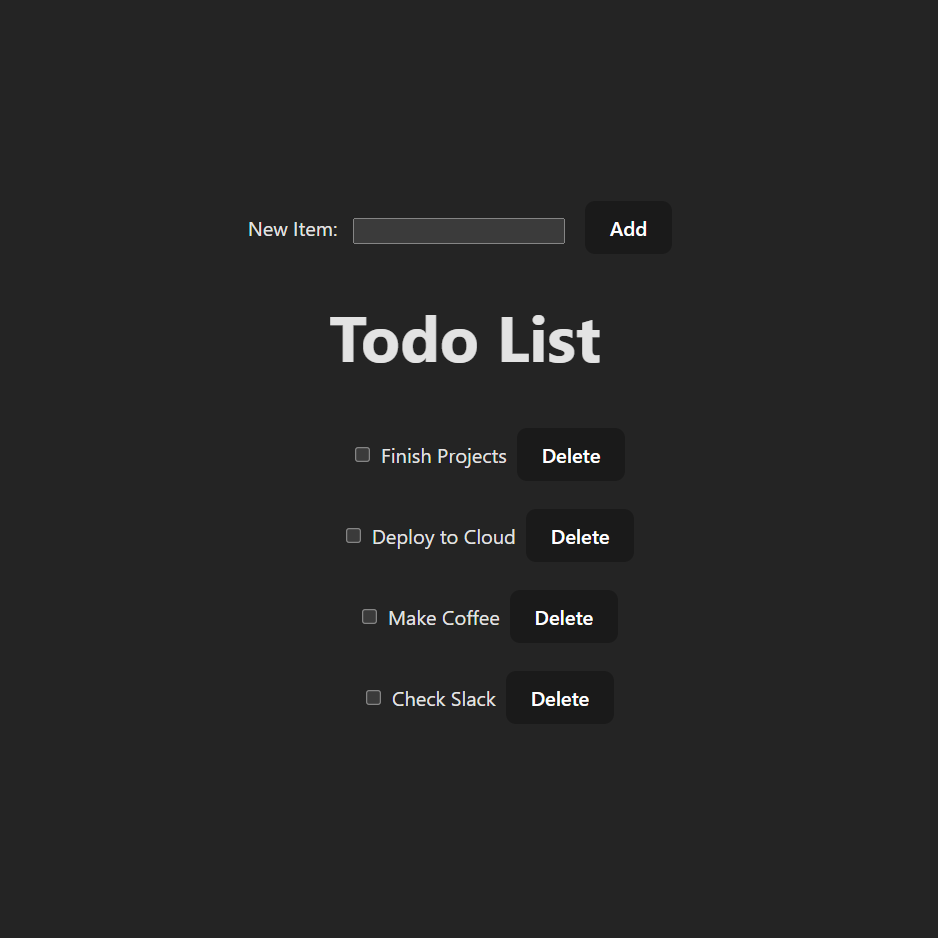 New Item: Add
Todo List
Finish Projects Delete
Deploy to Cloud Delete
Make Coffee Delete
Check Slack Delete